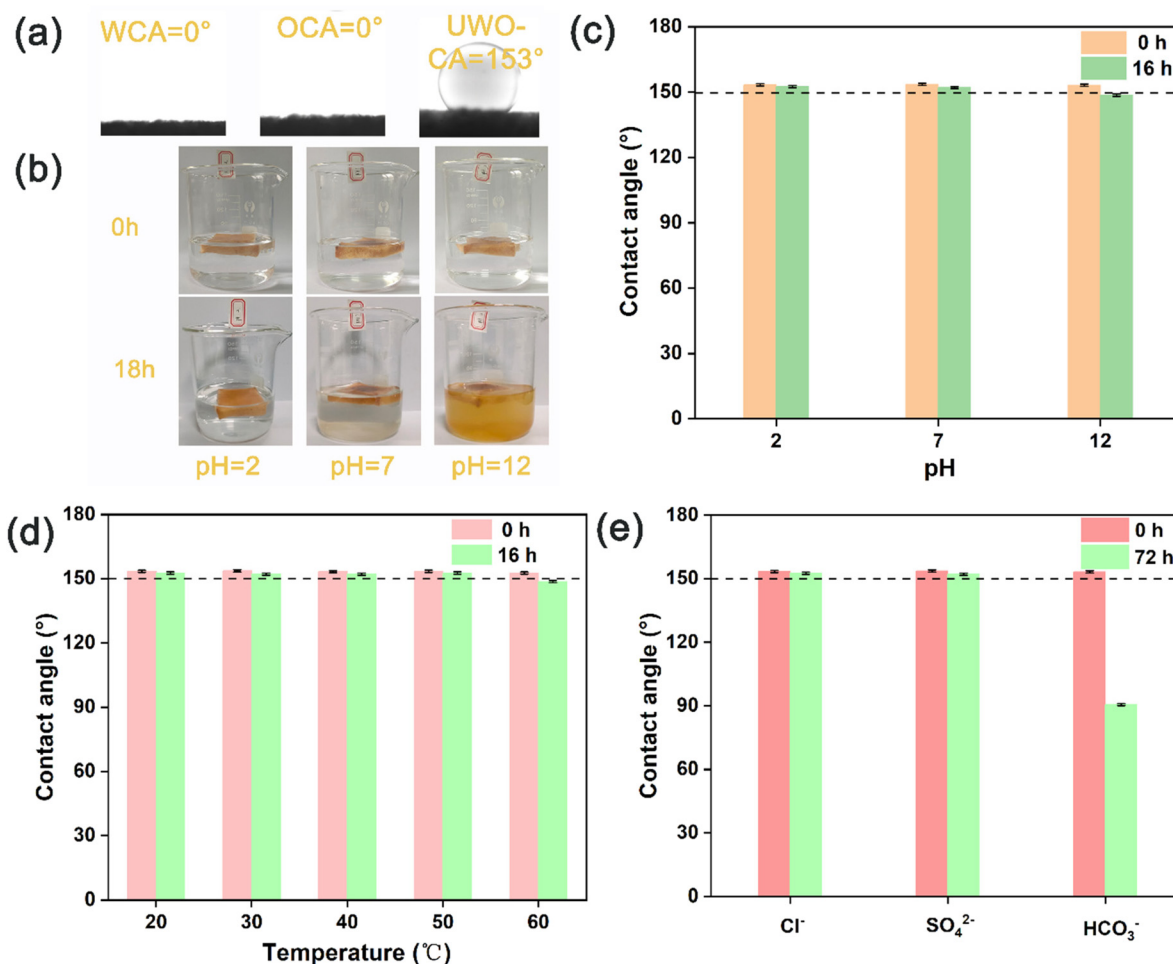 (a)
WCA=0°
OCA=0°
UWO-
CA=153°
(b)
0h
18h
pH=2
pH=7
pH=12
(c)
0 h
16 h
Contact angle (°)
180
150
120
90
60
30
0
2
7
12
pH
(d)
0 h
16 h
Contact angle (°)
180
150
120
90
60
30
0
20
30
40
50
60
Temperature (℃)
(e)
0 h
72 h
Contact angle (°)
180
150
120
90
60
30
0
Cl⁻
SO₄²⁻
HCO₃⁻